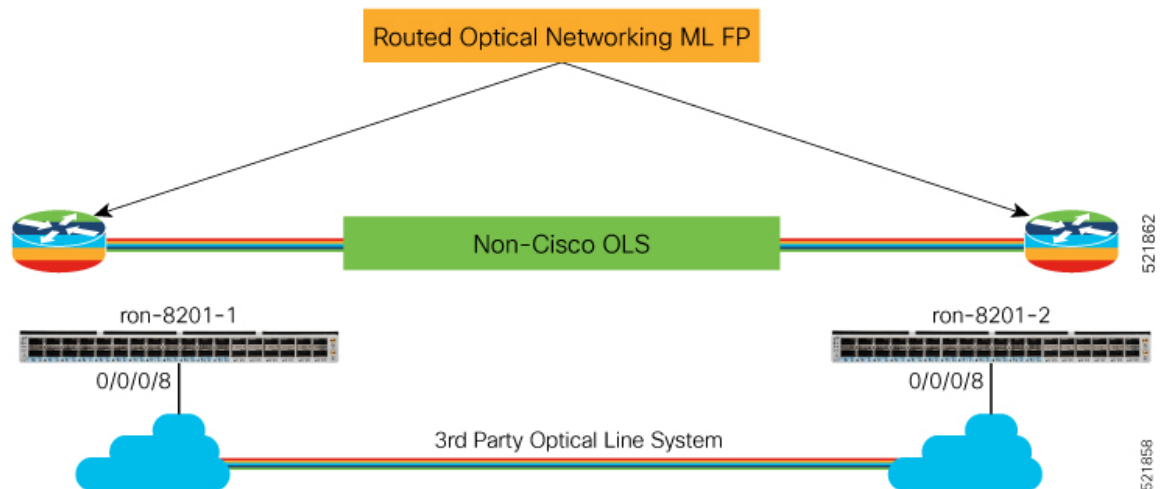 Routed Optical Networking ML FP
Non-Cisco OLS
521862
ron-8201-1
ron-8201-2
0/0/0/8
0/0/0/8
3rd Party Optical Line System
521858